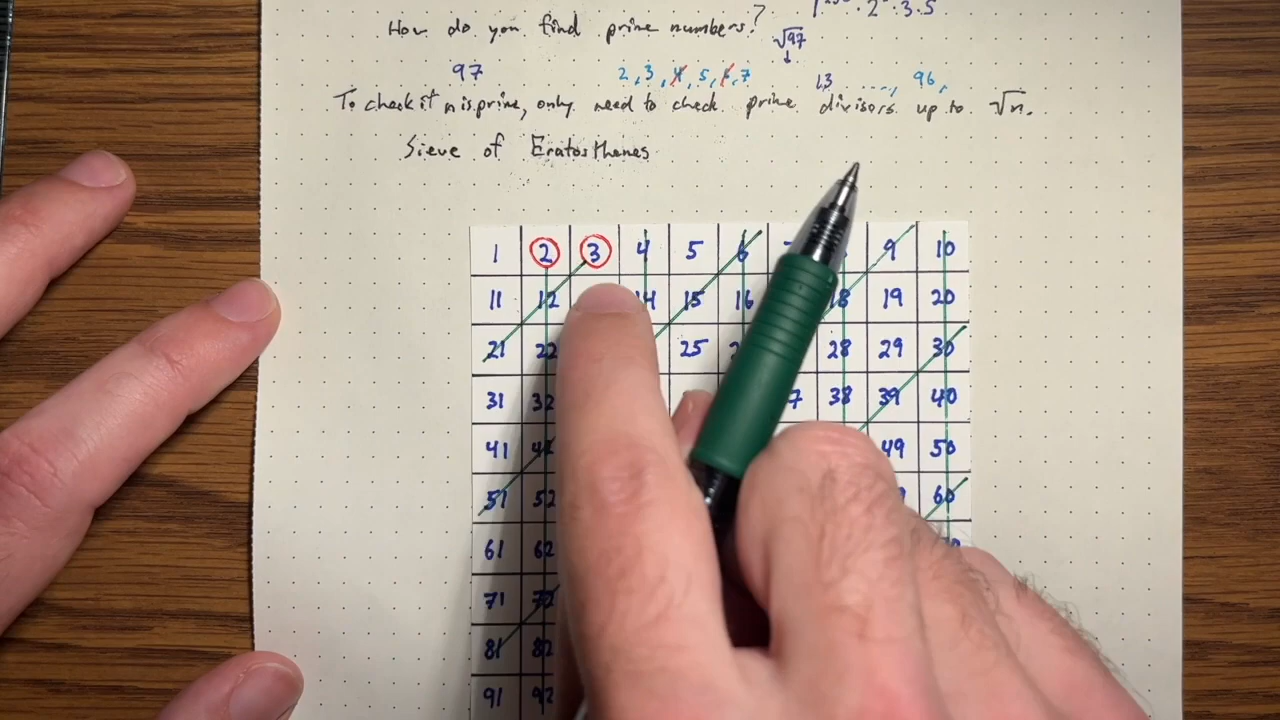 How do you find prime numbers?
√97
97 2, 3, 4, 5, 6, 7 13 ..., 96,
To check if n is prime, only need to check prime divisors up to √n.
Sieve of Eratosthenes
1 2 3 4 5 6 9 10
11 12 14 15 16 18 19 20
21 22 25 28 29 30
31 32 38 39 40
41 42 49 50
51 52 60
61 62
71 72
81 82
91 92